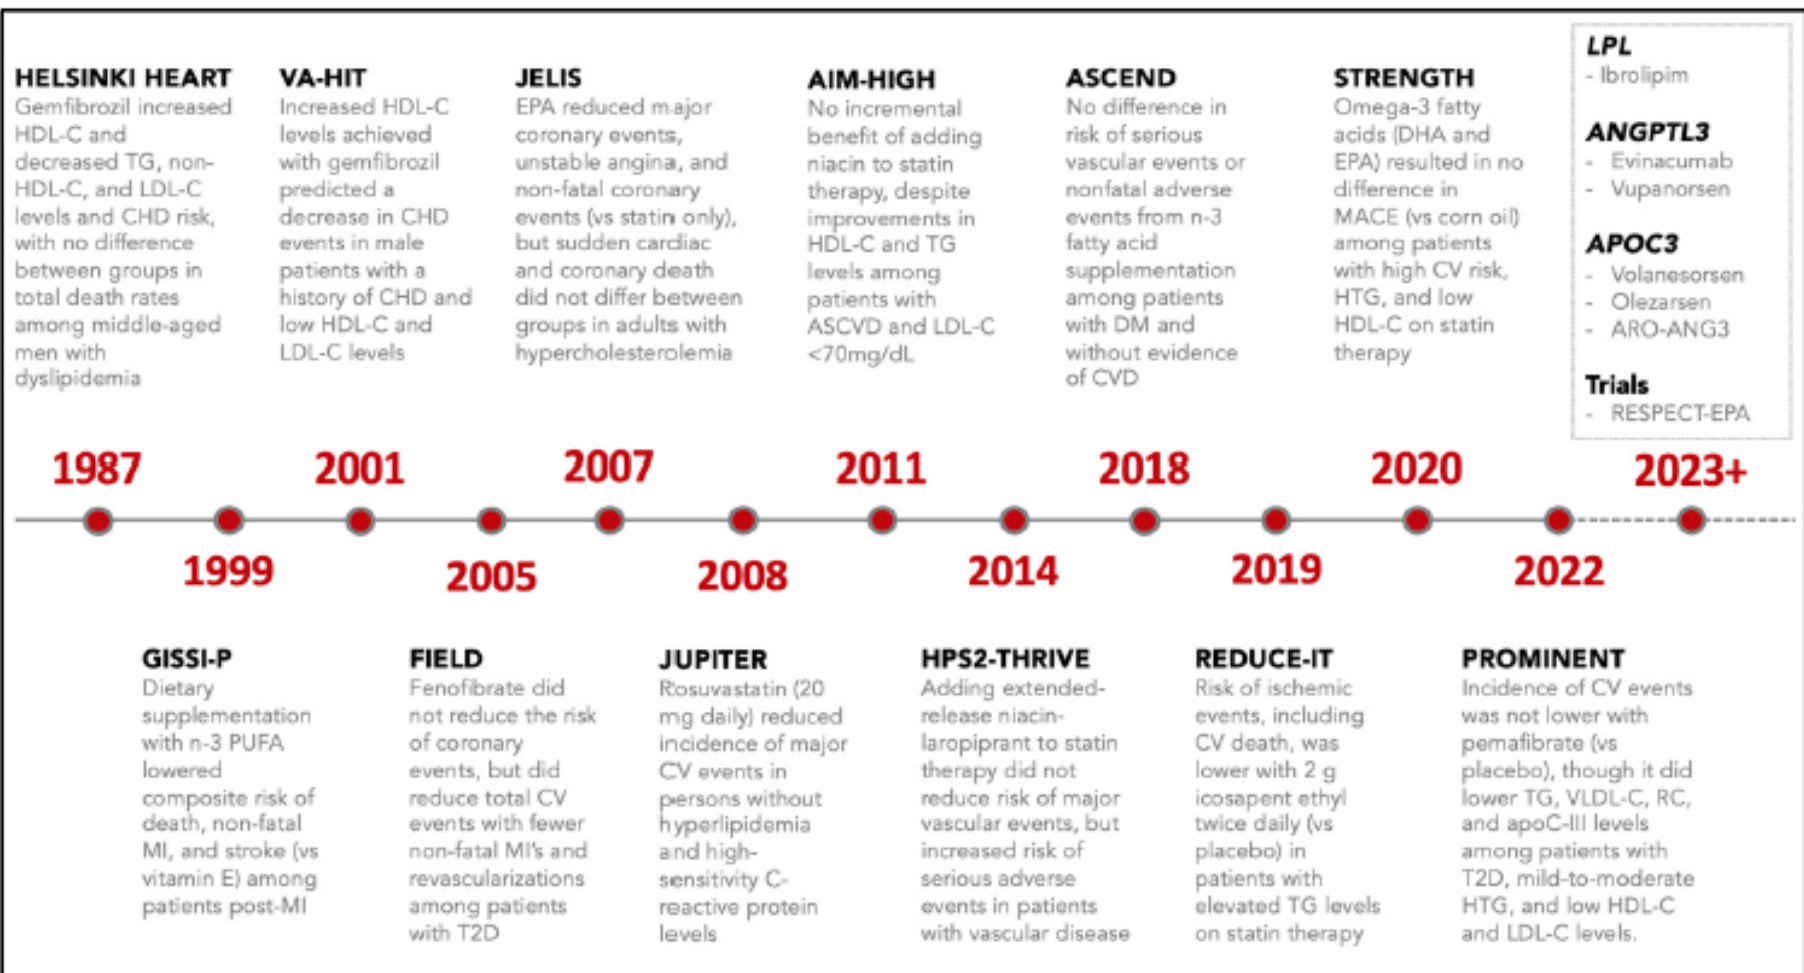 HELSINKI HEART
Gemfibrozil increased
HDL-C and
decreased TG, non-
HDL-C, and LDL-C
levels and CHD risk,
with no difference
between groups in
total death rates
among middle-aged
men with
dyslipidemia
VA-HIT
Increased HDL-C
levels achieved
with gemfibrozil
predicted a
decrease in CHD
events in male
patients with a
history of CHD and
low HDL-C and
LDL-C levels
JELIS
EPA reduced major
coronary events,
unstable angina, and
non-fatal coronary
events (vs statin only),
but sudden cardiac
and coronary death
did not differ between
groups in adults with
hypercholesterolemia
AIM-HIGH
No incremental
benefit of adding
niacin to statin
therapy, despite
improvements in
HDL-C and TG
levels among
patients with
ASCVD and LDL-C
<70mg/dL
ASCEND
No difference in
risk of serious
vascular events or
nonfatal adverse
events from n-3
fatty acid
supplementation
among patients
with DM and
without evidence
of CVD
STRENGTH
Omega-3 fatty
acids (DHA and
EPA) resulted in no
difference in
MACE (vs corn oil)
among patients
with high CV risk,
HTG, and low
HDL-C on statin
therapy
LPL
- Ibrolipim
ANGPTL3
- Evinacumab
- Vupanorsen
APOC3
- Volanesorsen
- Olezarsen
- ARO-ANG3
Trials
- RESPECT-EPA
1987
2001
2007
2011
2018
2020
2023+
1999
2005
2008
2014
2019
2022
GISSI-P
Dietary
supplementation
with n-3 PUFA
lowered
composite risk of
death, non-fatal
MI, and stroke (vs
vitamin E) among
patients post-MI
FIELD
Fenofibrate did
not reduce the risk
of coronary
events, but did
reduce total CV
events with fewer
non-fatal MI's and
revascularizations
among patients
with T2D
JUPITER
Rosuvastatin (20
mg daily) reduced
incidence of major
CV events in
persons without
hyperlipidemia
and high-
sensitivity C-
reactive protein
levels
HPS2-THRIVE
Adding extended-
release niacin-
laropiprant to statin
therapy did not
reduce risk of major
vascular events, but
increased risk of
serious adverse
events in patients
with vascular disease
REDUCE-IT
Risk of ischemic
events, including
CV death, was
lower with 2 g
icosapent ethyl
twice daily (vs
placebo) in
patients with
elevated TG levels
on statin therapy
PROMINENT
Incidence of CV events
was not lower with
pemafibrate (vs
placebo), though it did
lower TG, VLDL-C, RC,
and apoC-III levels
among patients with
T2D, mild-to-moderate
HTG, and low HDL-C
and LDL-C levels.